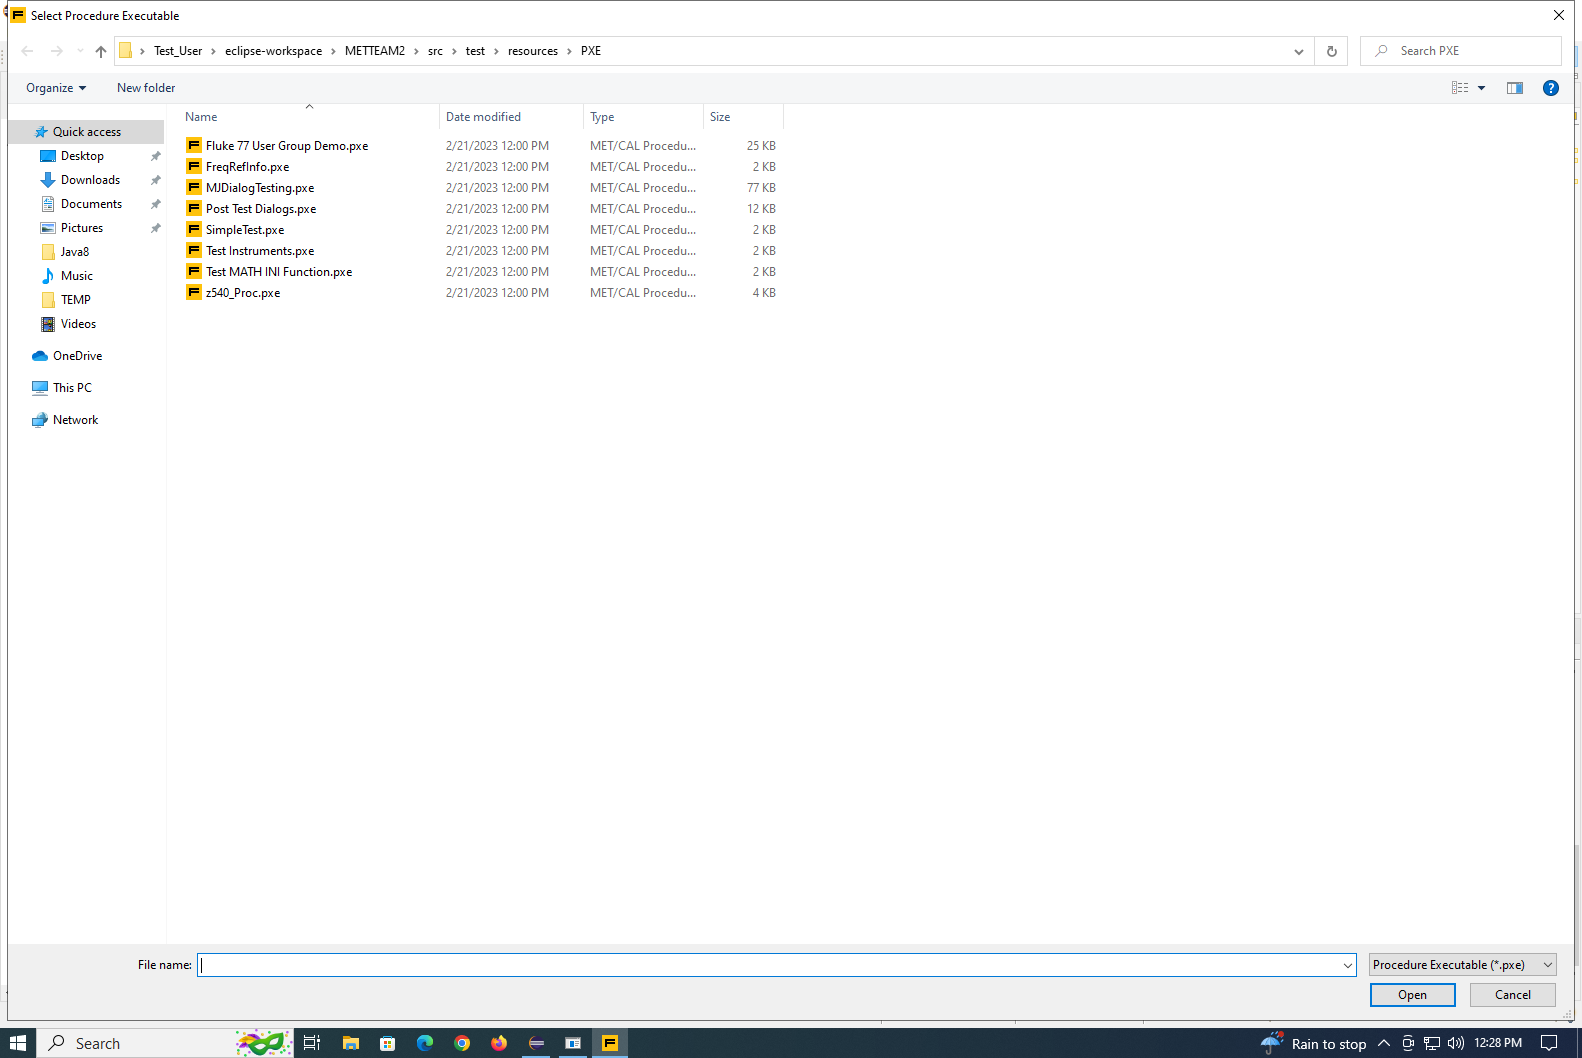 Select Procedure Executable
Test_User eclipse-workspace METTEAM2 src test resources PXE
Search PXE
Organize New folder
Name Date modified Type Size
Quick access
Desktop
Downloads
Documents
Pictures
Java8
Music
TEMP
Videos
OneDrive
This PC
Network
Fluke 77 User Group Demo.pxe 2/21/2023 12:00 PM MET/CAL Procedu... 25 KB
FreqRefInfo.pxe 2/21/2023 12:00 PM MET/CAL Procedu... 2 KB
MJDialogTesting.pxe 2/21/2023 12:00 PM MET/CAL Procedu... 77 KB
Post Test Dialogs.pxe 2/21/2023 12:00 PM MET/CAL Procedu... 12 KB
SimpleTest.pxe 2/21/2023 12:00 PM MET/CAL Procedu... 2 KB
Test Instruments.pxe 2/21/2023 12:00 PM MET/CAL Procedu... 2 KB
Test MATH INI Function.pxe 2/21/2023 12:00 PM MET/CAL Procedu... 2 KB
z540_Proc.pxe 2/21/2023 12:00 PM MET/CAL Procedu... 4 KB
File name:
Procedure Executable (*.pxe)
Open Cancel
Search
Rain to stop
12:28 PM